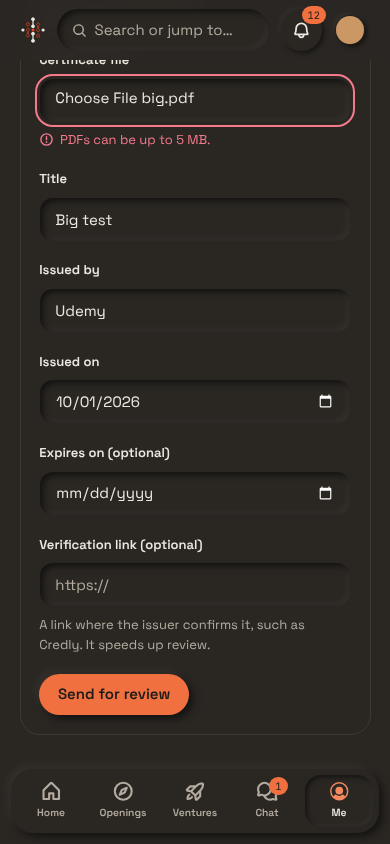 Search or jump to...
12
Certificate file
Choose File big.pdf
PDFs can be up to 5 MB.
Title
Big test
Issued by
Udemy
Issued on
10/01/2026
Expires on (optional)
mm/dd/yyyy
Verification link (optional)
https://
A link where the issuer confirms it, such as
Credly. It speeds up review.
Send for review
1
Home
Openings
Ventures
Chat
Me